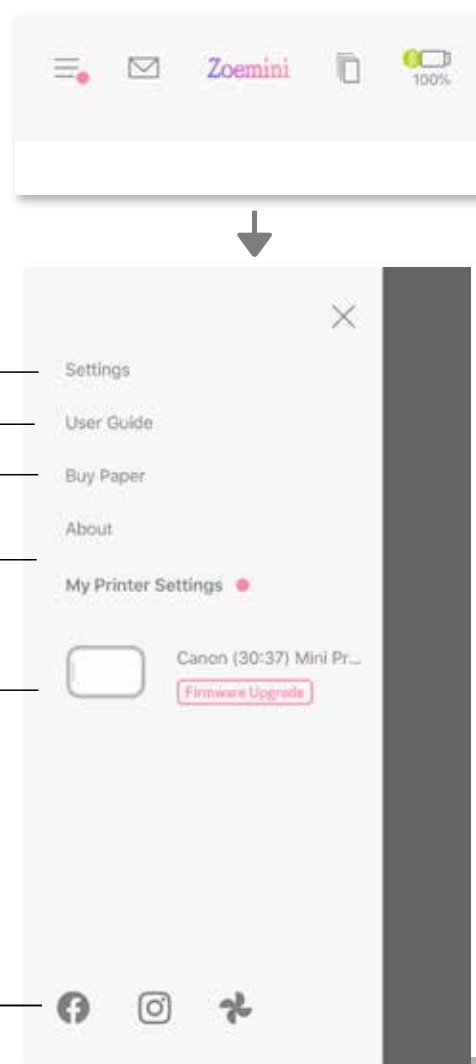 Zoemini
100%
Settings
User Guide
Buy Paper
About
My Printer Settings
Canon (30:37) Mini Pr...
Firmware Upgrade